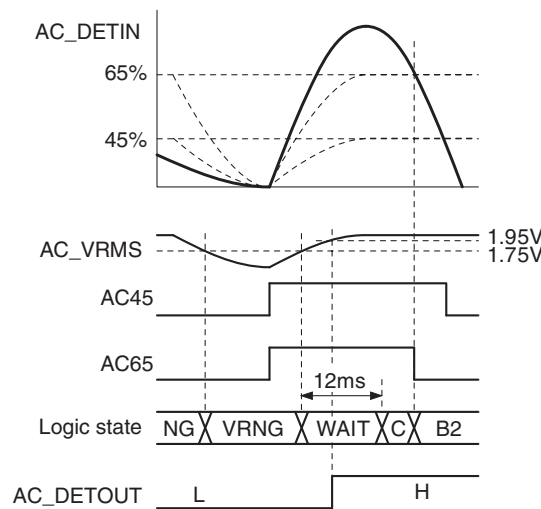 AC_DETIN
65%
45%
AC_VRMS
1.95V
1.75V
AC45
AC65
12ms
Logic state NG VRNG WAIT C B2
AC_DETOUT L H